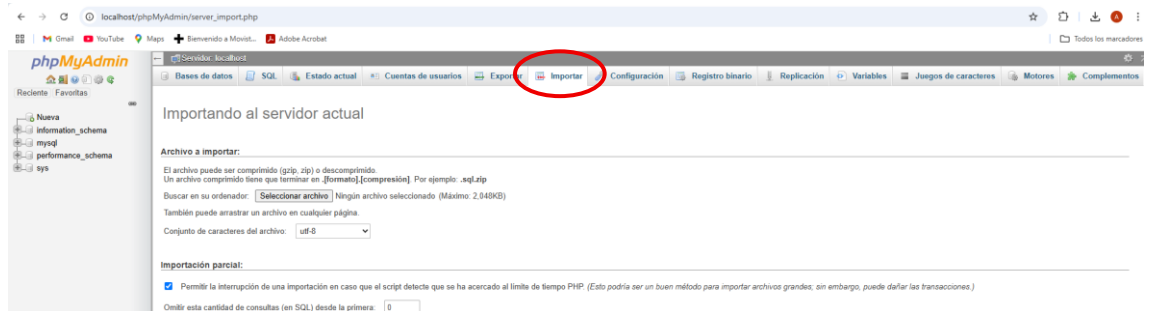 localhost/phpMyAdmin/server_import.php
Gmail YouTube Maps Bienvenido a Movist... Adobe Acrobat Todos los marcadores
phpMyAdmin
Reciente Favoritas
Nueva
information_schema
mysql
performance_schema
sys
Servidor: localhost
Bases de datos SQL Estado actual Cuentas de usuarios Exportar Importar Configuración Registro binario Replicación Variables Juegos de caracteres Motores Complementos
Importando al servidor actual
Archivo a importar:
El archivo puede ser comprimido (gzip, zip) o descomprimido.
Un archivo comprimido tiene que terminar en .[formato].[compresión]. Por ejemplo: .sql.zip
Buscar en su ordenador: Seleccionar archivo Ningún archivo seleccionado (Máximo: 2,048KB)
También puede arrastrar un archivo en cualquier página.
Conjunto de caracteres del archivo: utf-8
Importación parcial:
Permitir la interrupción de una importación en caso que el script detecte que se ha acercado al límite de tiempo PHP. (Esto podría ser un buen método para importar archivos grandes; sin embargo, puede dañar las transacciones.)
Omitir esta cantidad de consultas (en SQL) desde la primera: 0